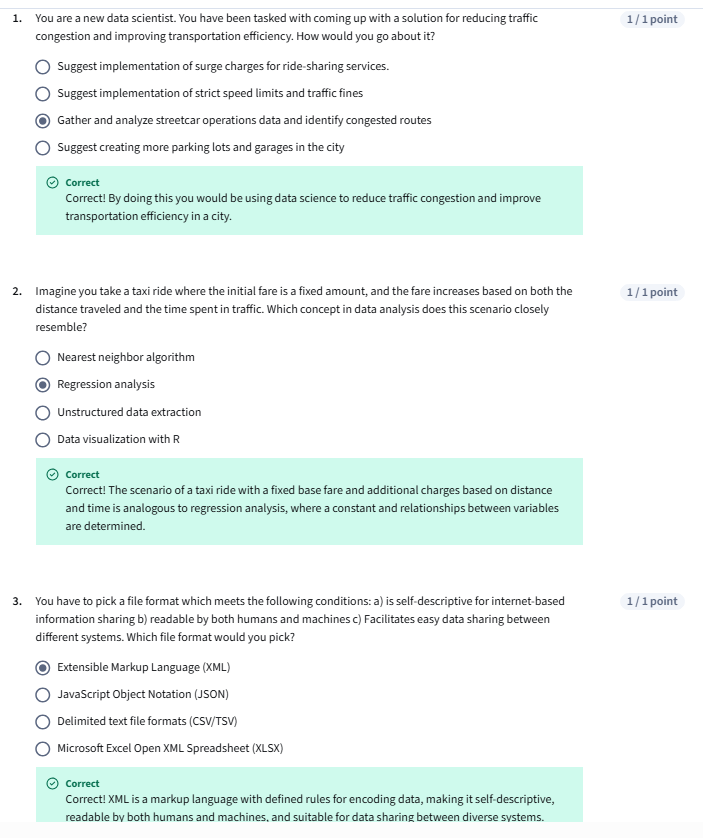 1. You are a new data scientist. You have been tasked with coming up with a solution for reducing traffic
congestion and improving transportation efficiency. How would you go about it?
1 / 1 point
Suggest implementation of surge charges for ride-sharing services.
Suggest implementation of strict speed limits and traffic fines
Gather and analyze streetcar operations data and identify congested routes
Suggest creating more parking lots and garages in the city
Correct
Correct! By doing this you would be using data science to reduce traffic congestion and improve
transportation efficiency in a city.
2. Imagine you take a taxi ride where the initial fare is a fixed amount, and the fare increases based on both the
distance traveled and the time spent in traffic. Which concept in data analysis does this scenario closely
resemble?
1 / 1 point
Nearest neighbor algorithm
Regression analysis
Unstructured data extraction
Data visualization with R
Correct
Correct! The scenario of a taxi ride with a fixed base fare and additional charges based on distance
and time is analogous to regression analysis, where a constant and relationships between variables
are determined.
3. You have to pick a file format which meets the following conditions: a) is self-descriptive for internet-based
information sharing b) readable by both humans and machines c) Facilitates easy data sharing between
different systems. Which file format would you pick?
1 / 1 point
Extensible Markup Language (XML)
JavaScript Object Notation (JSON)
Delimited text file formats (CSV/TSV)
Microsoft Excel Open XML Spreadsheet (XLSX)
Correct
Correct! XML is a markup language with defined rules for encoding data, making it self-descriptive,
readable by both humans and machines, and suitable for data sharing between diverse systems.